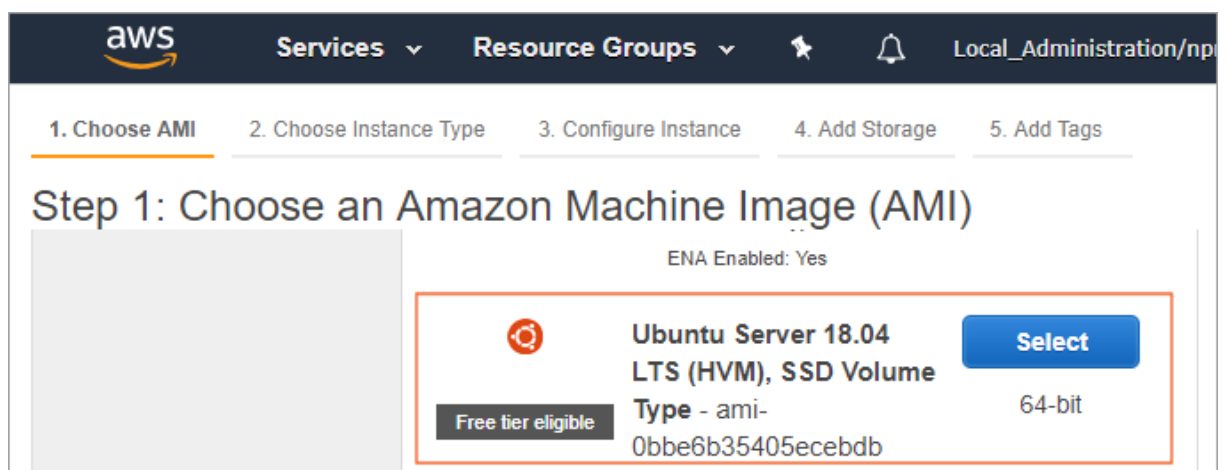 aws Services Resource Groups Local_Administration/np
1. Choose AMI 2. Choose Instance Type 3. Configure Instance 4. Add Storage 5. Add Tags
Step 1: Choose an Amazon Machine Image (AMI)
ENA Enabled: Yes
Ubuntu Server 18.04
LTS (HVM), SSD Volume
Type - ami-
0bbe6b35405ecebdb
Free tier eligible
Select
64-bit